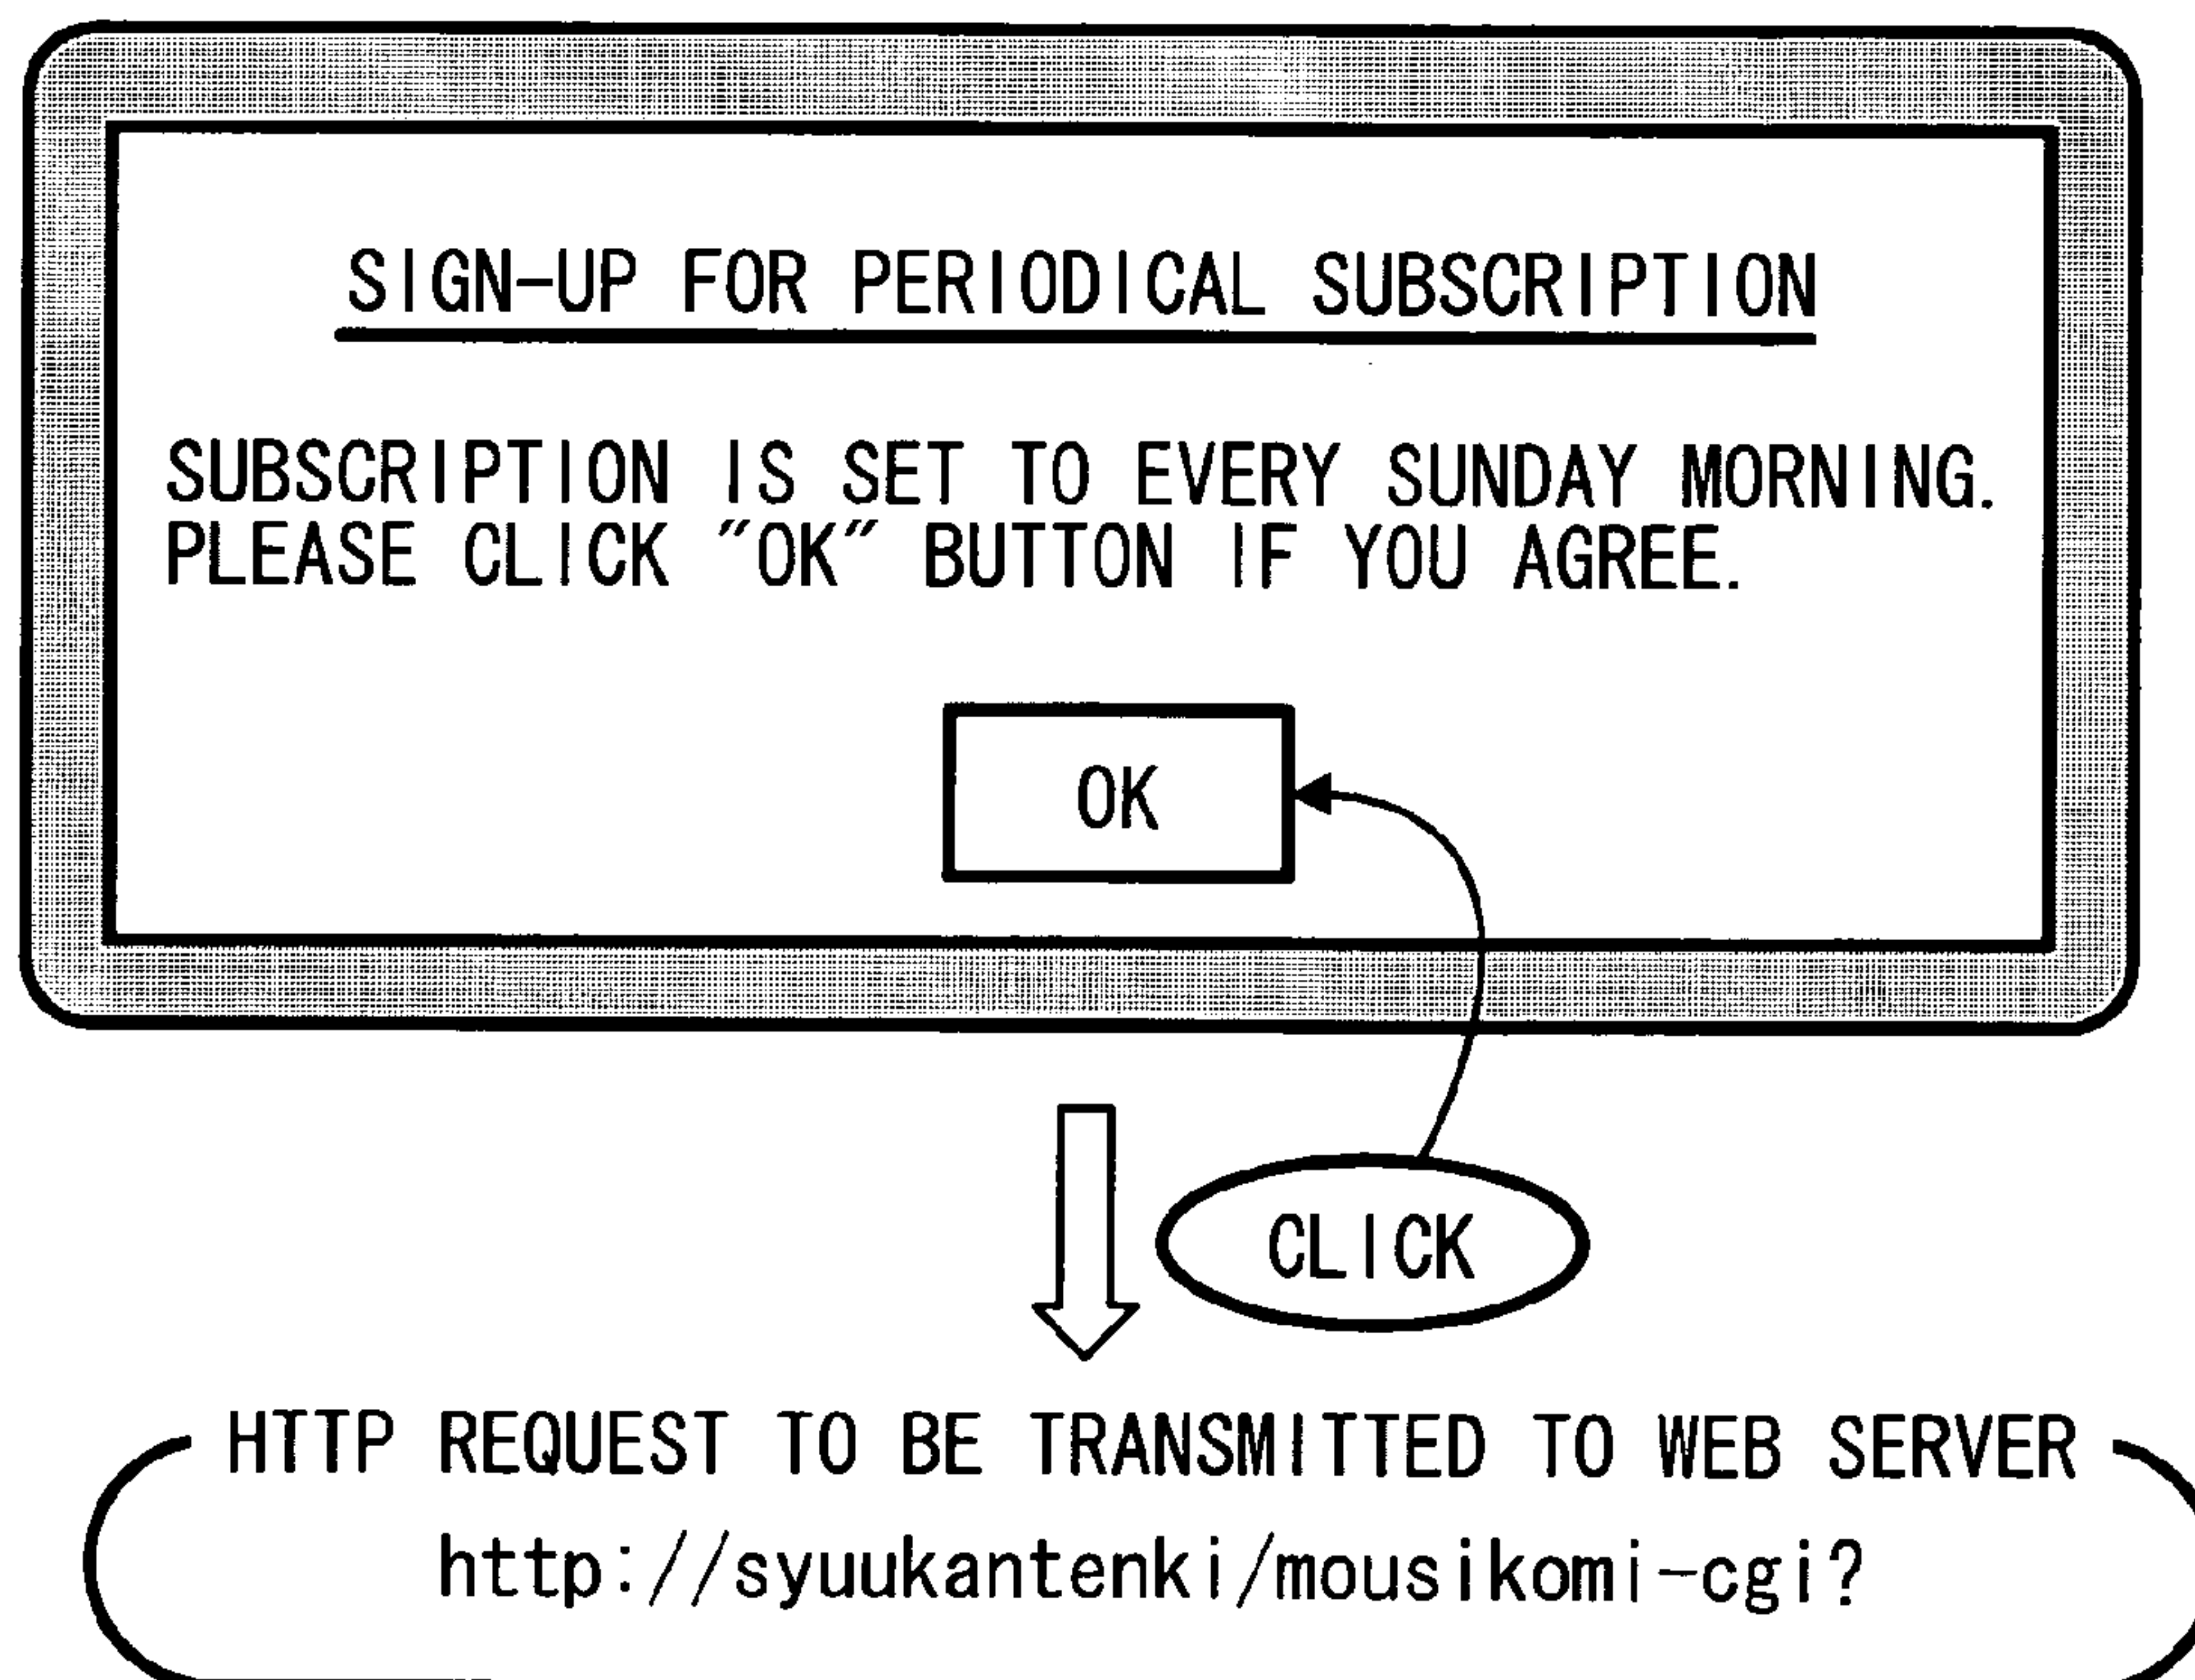 SIGN-UP FOR PERIODICAL SUBSCRIPTION
SUBSCRIPTION IS SET TO EVERY SUNDAY MORNING.
PLEASE CLICK "OK" BUTTON IF YOU AGREE.
OK
CLICK
HTTP REQUEST TO BE TRANSMITTED TO WEB SERVER
http://syuukantenki/mousikomi-cgi?